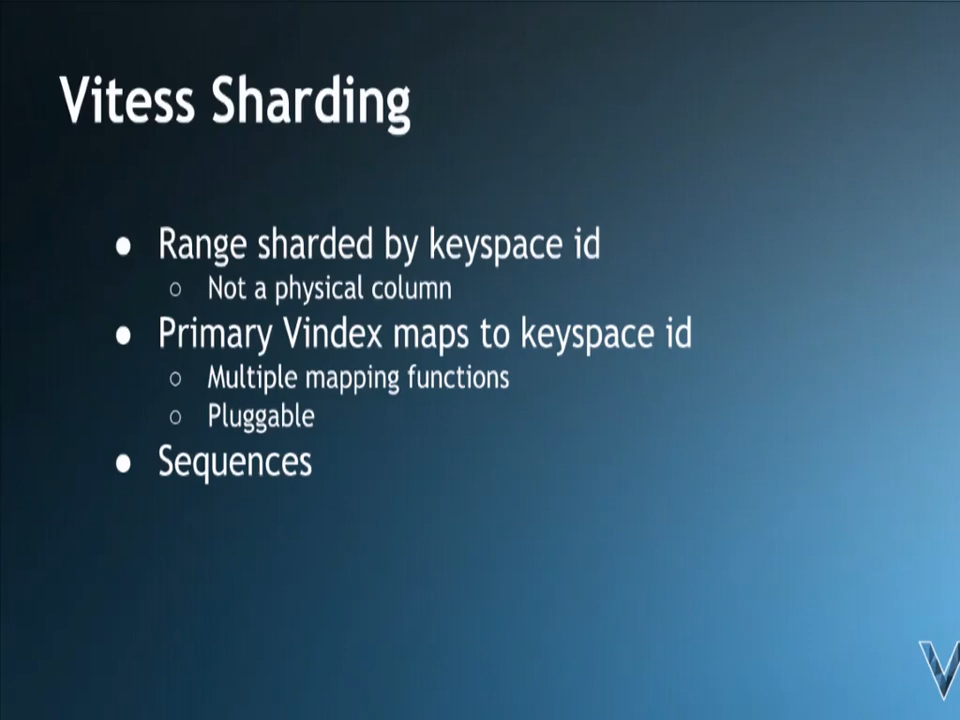 Vitess Sharding
● Range sharded by keyspace id
○ Not a physical column
● Primary Vindex maps to keyspace id
○ Multiple mapping functions
○ Pluggable
● Sequences
V